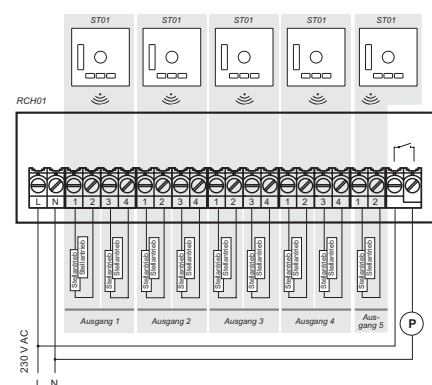 ST01 ST01 ST01 ST01 ST01
RCH01
L N 1 2 3 4 1 2 3 4 1 2 3 4 1 2 3 4 1 2
Stellantrieb Stellantrieb Stellantrieb Stellantrieb Stellantrieb Stellantrieb Stellantrieb Stellantrieb Stellantrieb Stellantrieb Stellantrieb Stellantrieb Stellantrieb Stellantrieb Stellantrieb Stellantrieb Stellantrieb Stellantrieb
Ausgang 1 Ausgang 2 Ausgang 3 Ausgang 4 Aus-
gang 5
P
230 V AC
L N